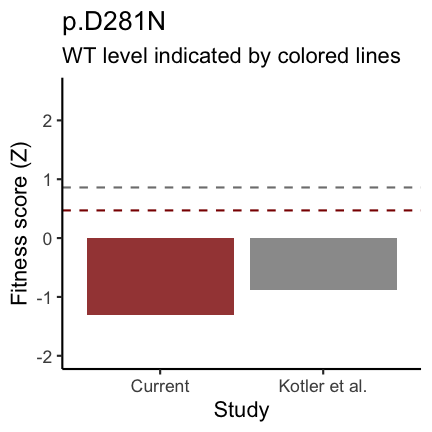 p.D281N
WT level indicated by colored lines
Fitness score (Z)
2
1
0
-1
-2
Current
Kotler et al.
Study